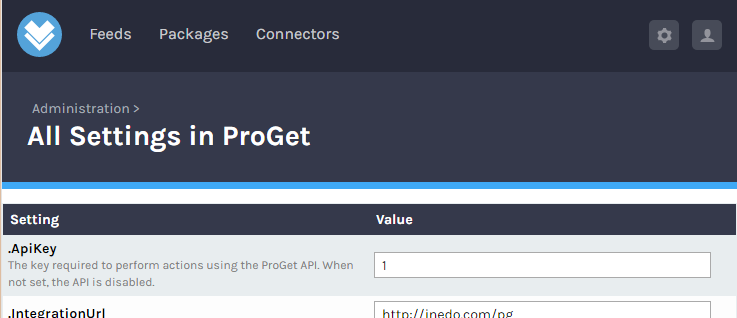 Feeds Packages Connectors
Administration >
All Settings in ProGet
Setting Value
.ApiKey
The key required to perform actions using the ProGet API. When
not set, the API is disabled.
1
.IntegrationUrl http://inedo.com/pg